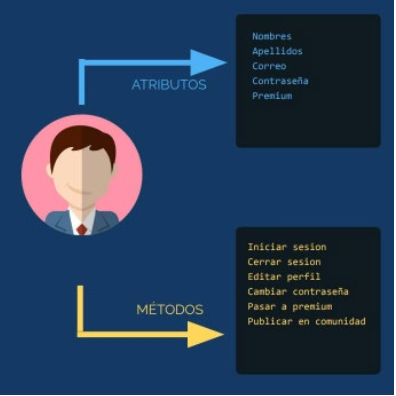 ATRIBUTOS
Nombres
Apellidos
Correo
Contraseña
Premium
MÉTODOS
Iniciar sesion
Cerrar sesion
Editar perfil
Cambiar contraseña
Pasar a premium
Publicar en comunidad